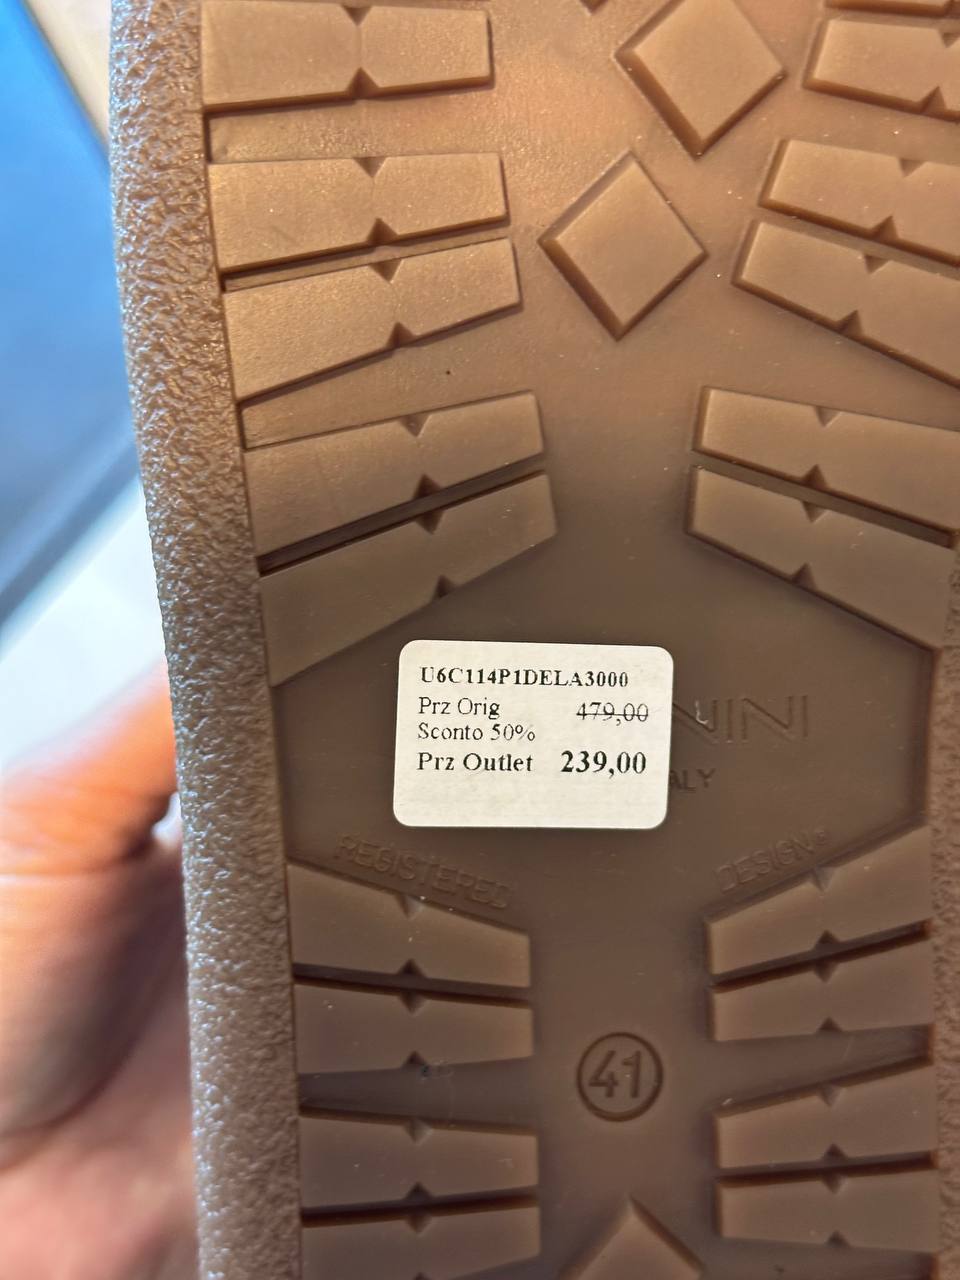 U6C114P1DELA3000
Prz Orig 479,00
Sconto 50%
Prz Outlet 239,00
REGISTERED DESIGN®
41